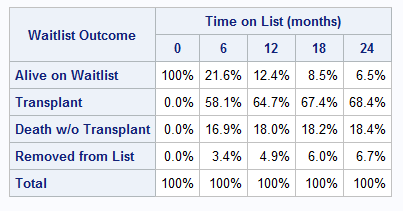 Waitlist Outcome Time on List (months)
0 6 12 18 24
Alive on Waitlist 100% 21.6% 12.4% 8.5% 6.5%
Transplant 0.0% 58.1% 64.7% 67.4% 68.4%
Death w/o Transplant 0.0% 16.9% 18.0% 18.2% 18.4%
Removed from List 0.0% 3.4% 4.9% 6.0% 6.7%
Total 100% 100% 100% 100% 100%